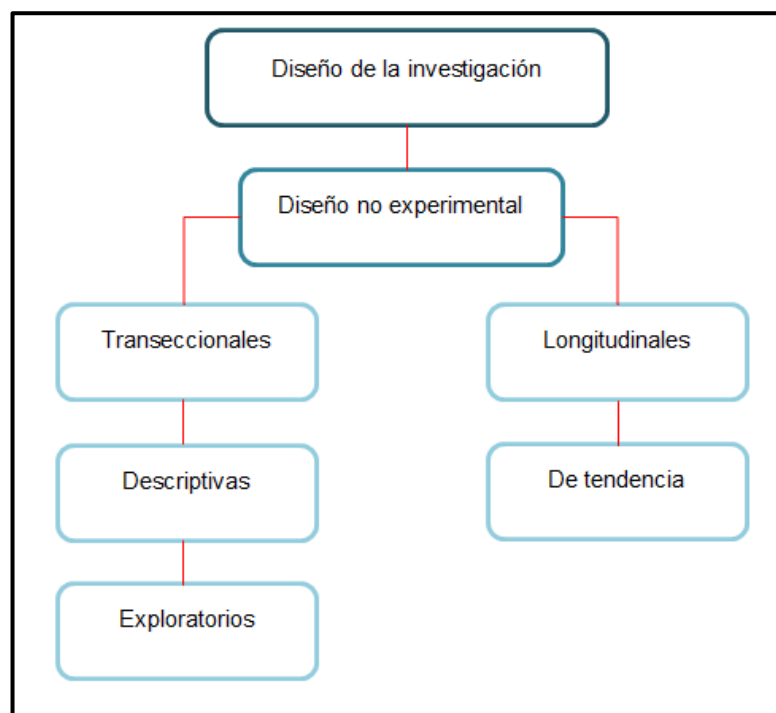 Diseño de la investigación
Diseño no experimental
Transeccionales
Longitudinales
Descriptivas
De tendencia
Exploratorios